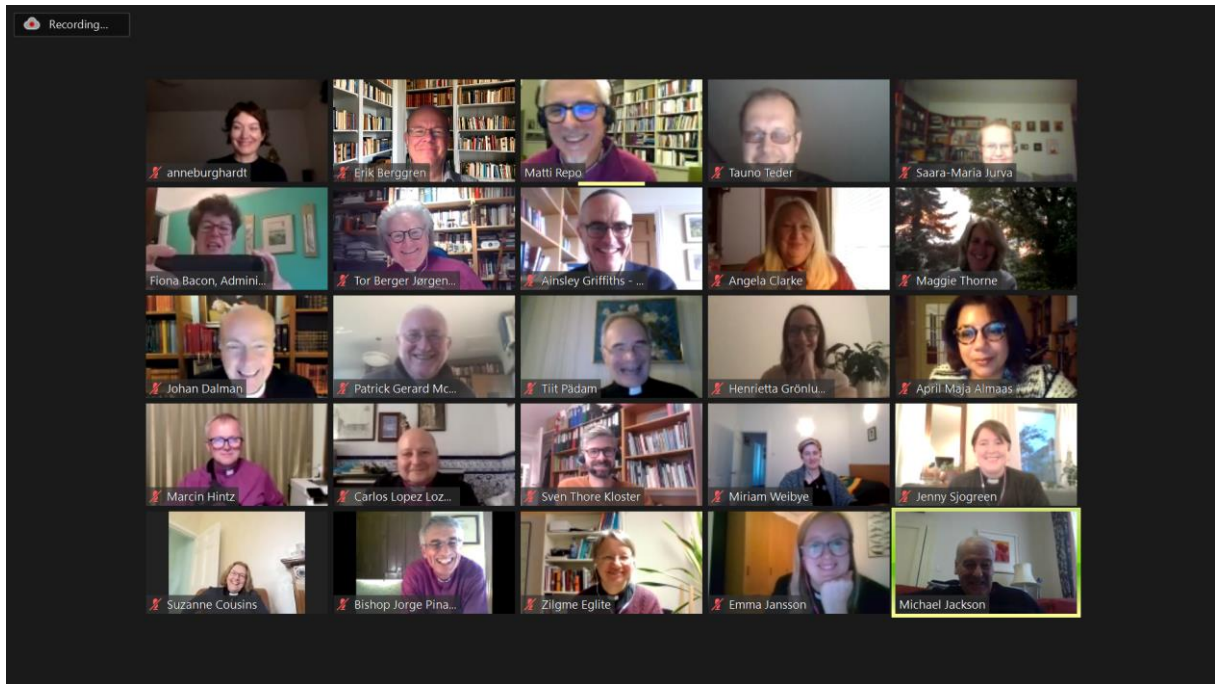 Recording...
anneburghardt
Erik Berggren
Matti Repo
Tauno Teder
Saara-Maria Jurva
Fiona Bacon, Admini...
Tor Berger Jørgen...
Ainsley Griffiths - ...
Angela Clarke
Maggie Thorne
Johan Dalman
Patrick Gerard Mc...
Tiit Pädam
Henrietta Grönlu...
April Maja Almaas
Marcin Hintz
Carlos Lopez Loz...
Sven Thore Kloster
Miriam Weibye
Jenny Sjogreen
Suzanne Cousins
Bishop Jorge Pina...
Zilgme Eglite
Emma Jansson
Michael Jackson